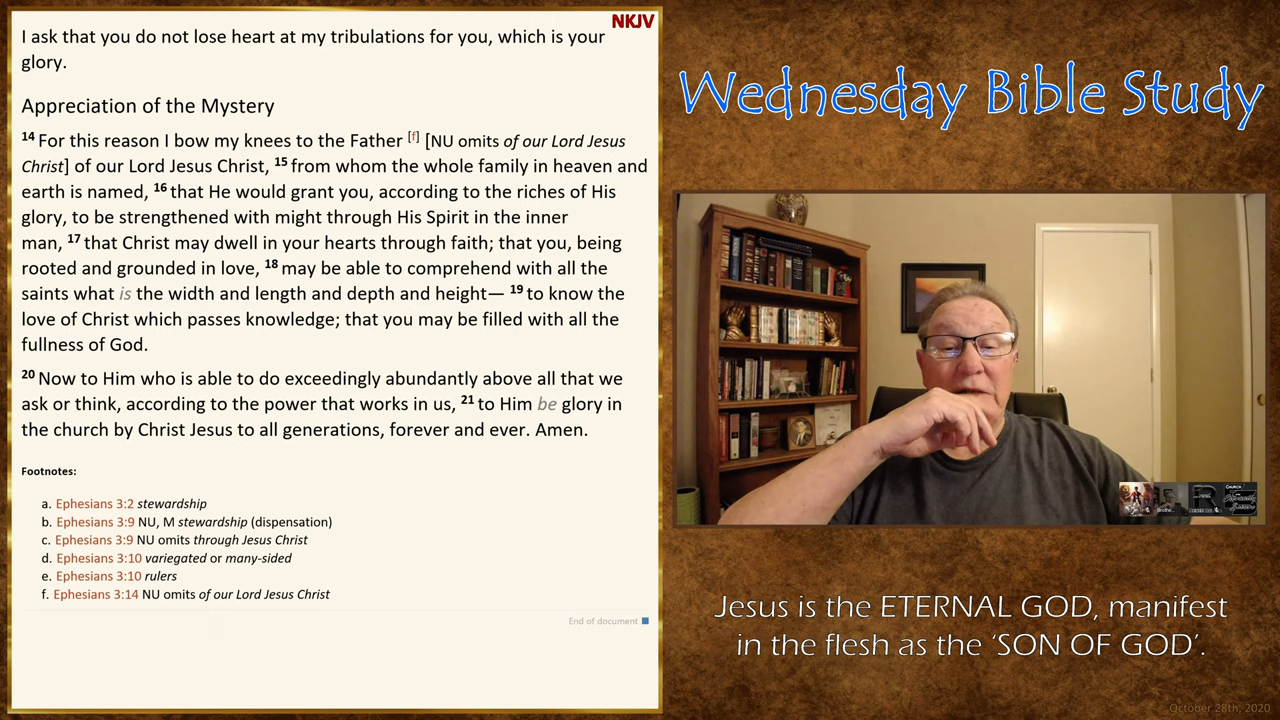 NKJV
I ask that you do not lose heart at my tribulations for you, which is your
glory.
Appreciation of the Mystery
14 For this reason I bow my knees to the Father [f] [NU omits of our Lord Jesus
Christ] of our Lord Jesus Christ, 15 from whom the whole family in heaven and
earth is named, 16 that He would grant you, according to the riches of His
glory, to be strengthened with might through His Spirit in the inner
man, 17 that Christ may dwell in your hearts through faith; that you, being
rooted and grounded in love, 18 may be able to comprehend with all the
saints what is the width and length and depth and height— 19 to know the
love of Christ which passes knowledge; that you may be filled with all the
fullness of God.
20 Now to Him who is able to do exceedingly abundantly above all that we
ask or think, according to the power that works in us, 21 to Him be glory in
the church by Christ Jesus to all generations, forever and ever. Amen.
Footnotes:
a. Ephesians 3:2 stewardship
b. Ephesians 3:9 NU, M stewardship (dispensation)
c. Ephesians 3:9 NU omits through Jesus Christ
d. Ephesians 3:10 variegated or many-sided
e. Ephesians 3:10 rulers
f. Ephesians 3:14 NU omits of our Lord Jesus Christ
End of document
Wednesday Bible Study
Jesus is the ETERNAL GOD, manifest
in the flesh as the ‘SON OF GOD’.
October 28th, 2020